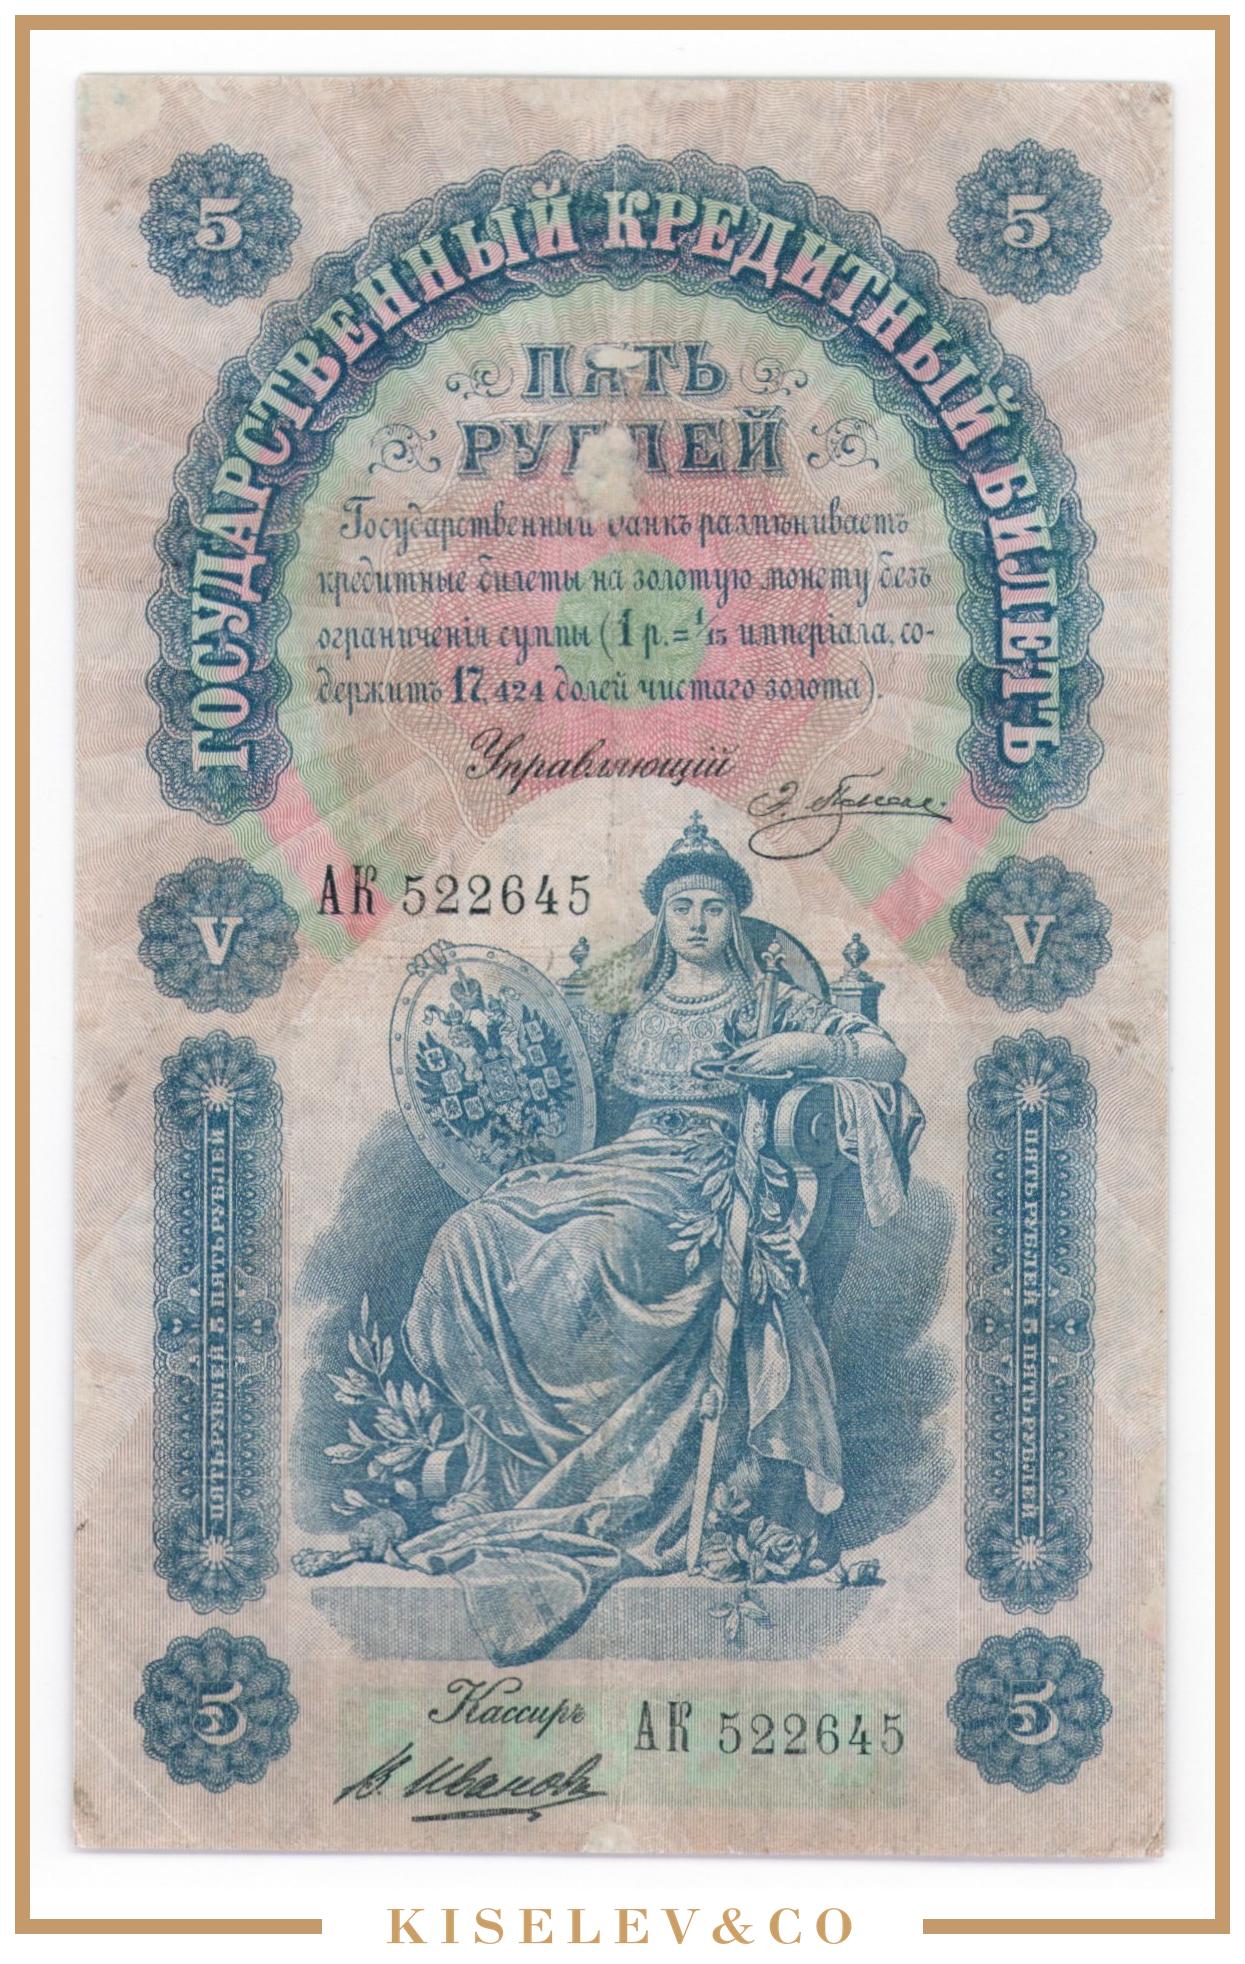 5 5
ГОСУДАРСТВЕННЫЙ КРЕДИТНЫЙ БИЛЕТЪ
ПЯТЬ
РУБЛЕЙ
Государственный банкъ размѣниваетъ
кредитные билеты на золотую монету безъ
ограниченія суммы (1 р. = 1/15 имперіала, со-
держитъ 17,424 долей чистаго золота).
Управляющій
Э. Плеске.
АК 522645
V V
ПЯТЬ РУБЛЕЙ 5 ПЯТЬ РУБЛЕЙ
ПЯТЬ РУБЛЕЙ 5 ПЯТЬ РУБЛЕЙ
Кассиръ
АК 522645
В. Ивановъ
5 5
KISELEV&CO